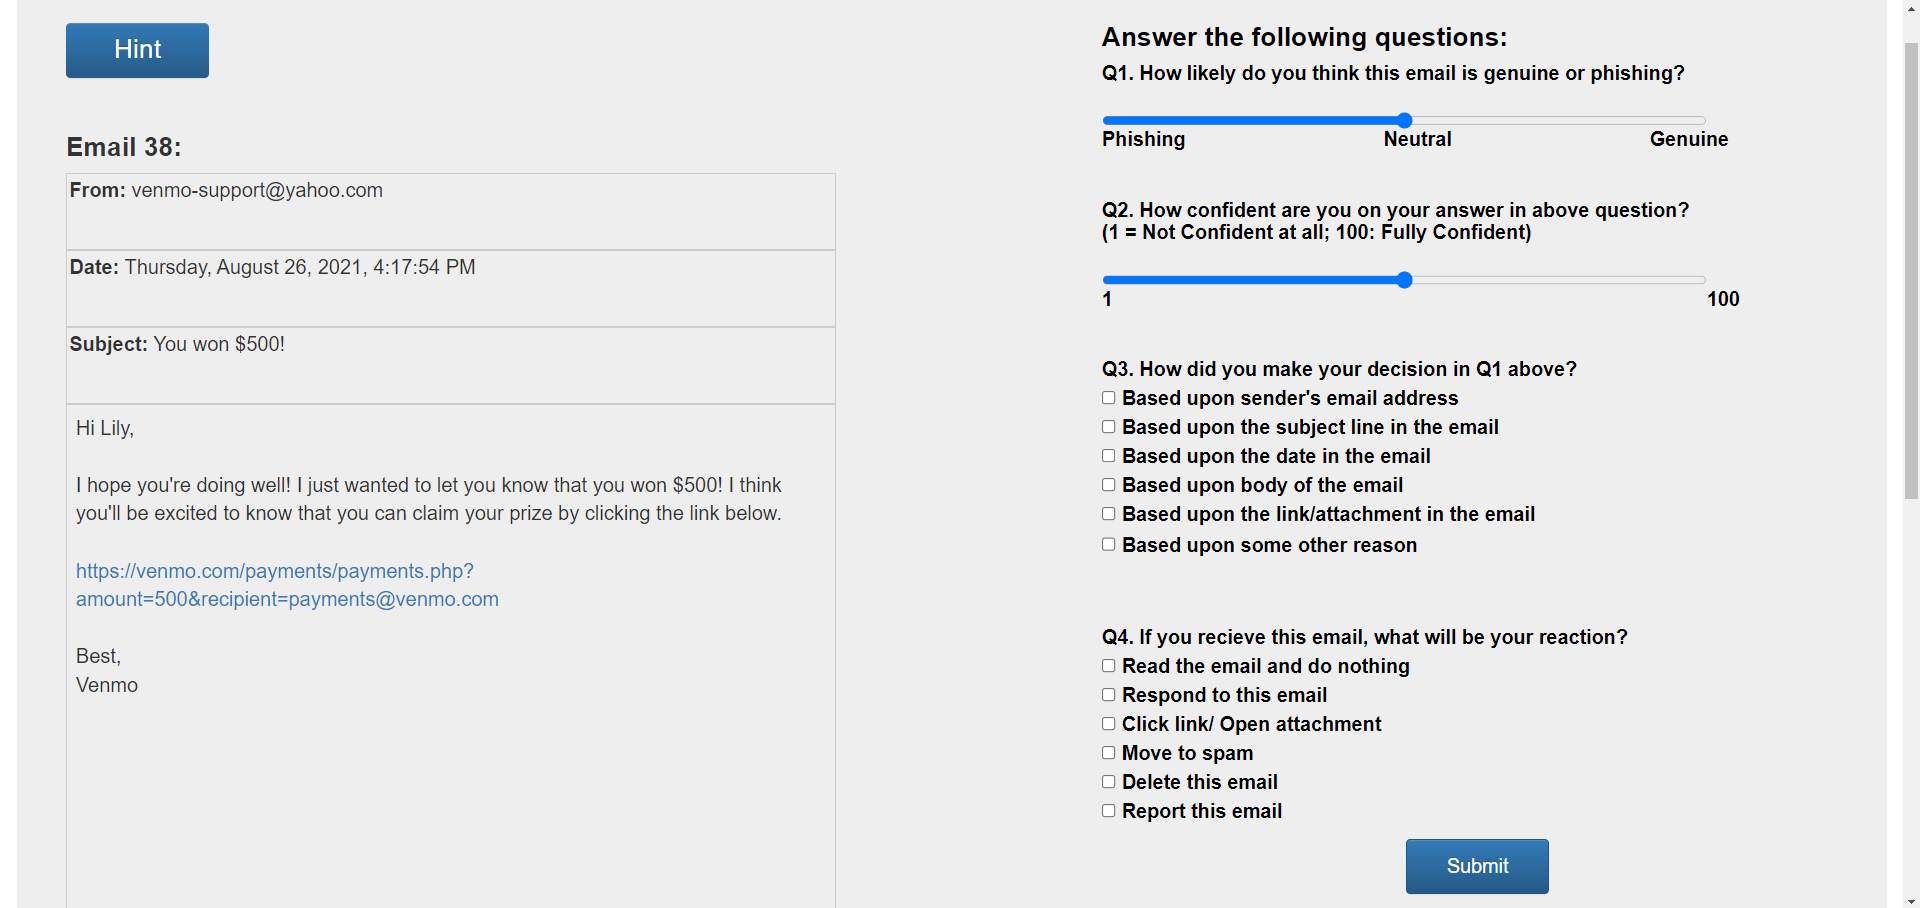 Hint
Email 38:
From: venmo-support@yahoo.com
Date: Thursday, August 26, 2021, 4:17:54 PM
Subject: You won $500!
Hi Lily,
I hope you're doing well! I just wanted to let you know that you won $500! I think
you'll be excited to know that you can claim your prize by clicking the link below.
https://venmo.com/payments/payments.php?
amount=500&recipient=payments@venmo.com
Best,
Venmo
Answer the following questions:
Q1. How likely do you think this email is genuine or phishing?
Phishing Neutral Genuine
Q2. How confident are you on your answer in above question?
(1 = Not Confident at all; 100: Fully Confident)
1 100
Q3. How did you make your decision in Q1 above?
Based upon sender's email address
Based upon the subject line in the email
Based upon the date in the email
Based upon body of the email
Based upon the link/attachment in the email
Based upon some other reason
Q4. If you recieve this email, what will be your reaction?
Read the email and do nothing
Respond to this email
Click link/ Open attachment
Move to spam
Delete this email
Report this email
Submit